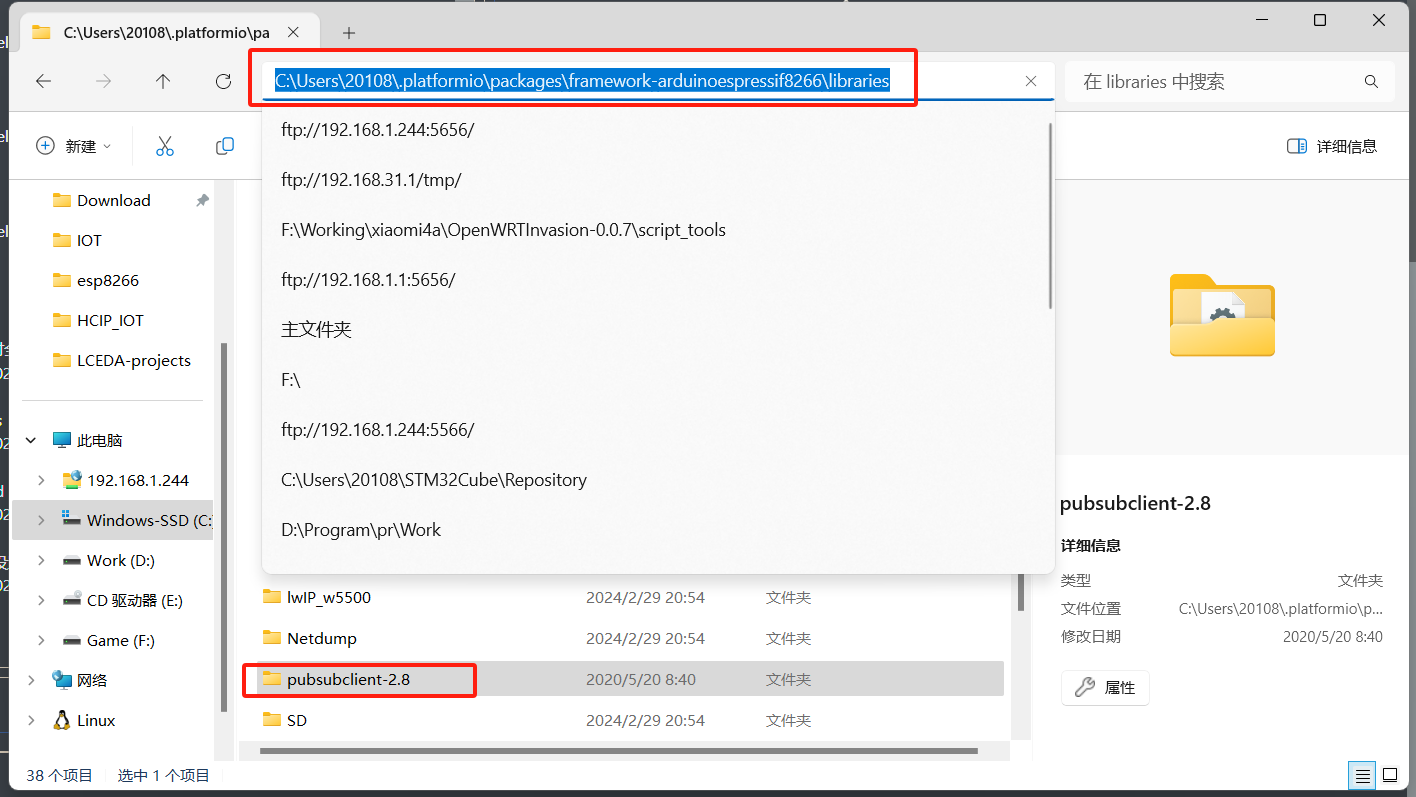 C:\Users\20108\.platformio\pa
C:\Users\20108\.platformio\packages\framework-arduinoespressif8266\libraries
在 libraries 中搜索
新建
详细信息
ftp://192.168.1.244:5656/
ftp://192.168.31.1/tmp/
F:\Working\xiaomi4a\OpenWRTInvasion-0.0.7\script_tools
ftp://192.168.1.1:5656/
主文件夹
F:\
ftp://192.168.1.244:5566/
C:\Users\20108\STM32Cube\Repository
D:\Program\pr\Work
Download
IOT
esp8266
HCIP_IOT
LCEDA-projects
此电脑
192.168.1.244
Windows-SSD (C:)
Work (D:)
CD 驱动器 (E:)
Game (F:)
网络
Linux
lwIP_w5500 2024/2/29 20:54 文件夹
Netdump 2024/2/29 20:54 文件夹
pubsubclient-2.8 2020/5/20 8:40 文件夹
SD 2024/2/29 20:54 文件夹
pubsubclient-2.8
详细信息
类型 文件夹
文件位置 C:\Users\20108\.platformio\p...
修改日期 2020/5/20 8:40
属性
38 个项目 选中 1 个项目